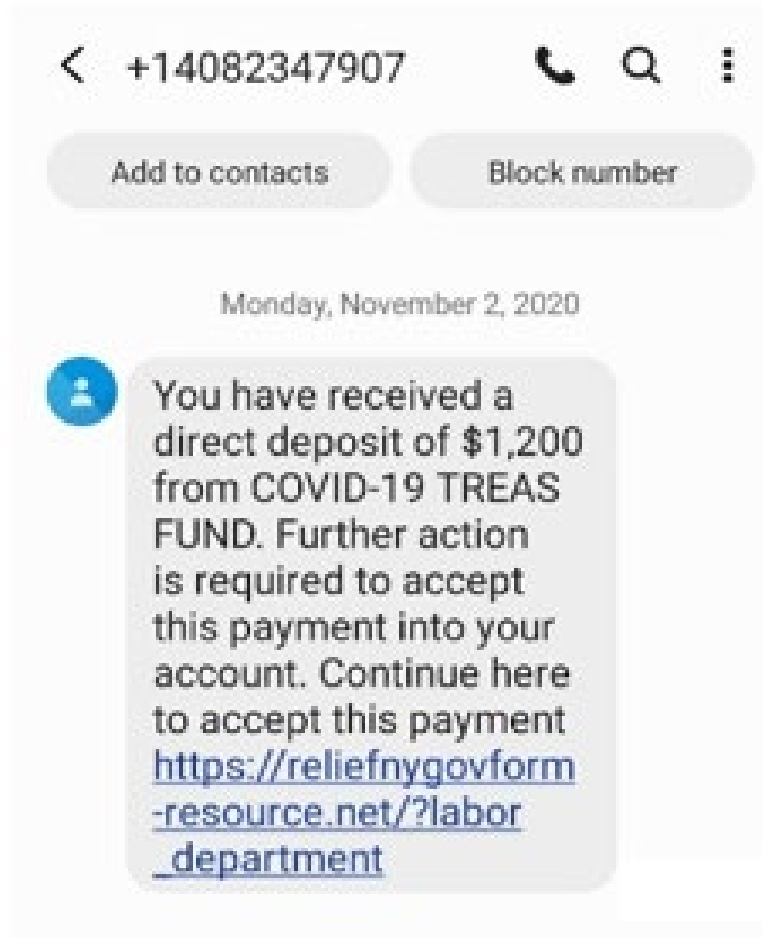 +14082347907
Add to contacts
Block number
Monday, November 2, 2020
You have received a
direct deposit of $1,200
from COVID-19 TREAS
FUND. Further action
is required to accept
this payment into your
account. Continue here
to accept this payment
https://reliefnygovform
-resource.net/?labor
_department